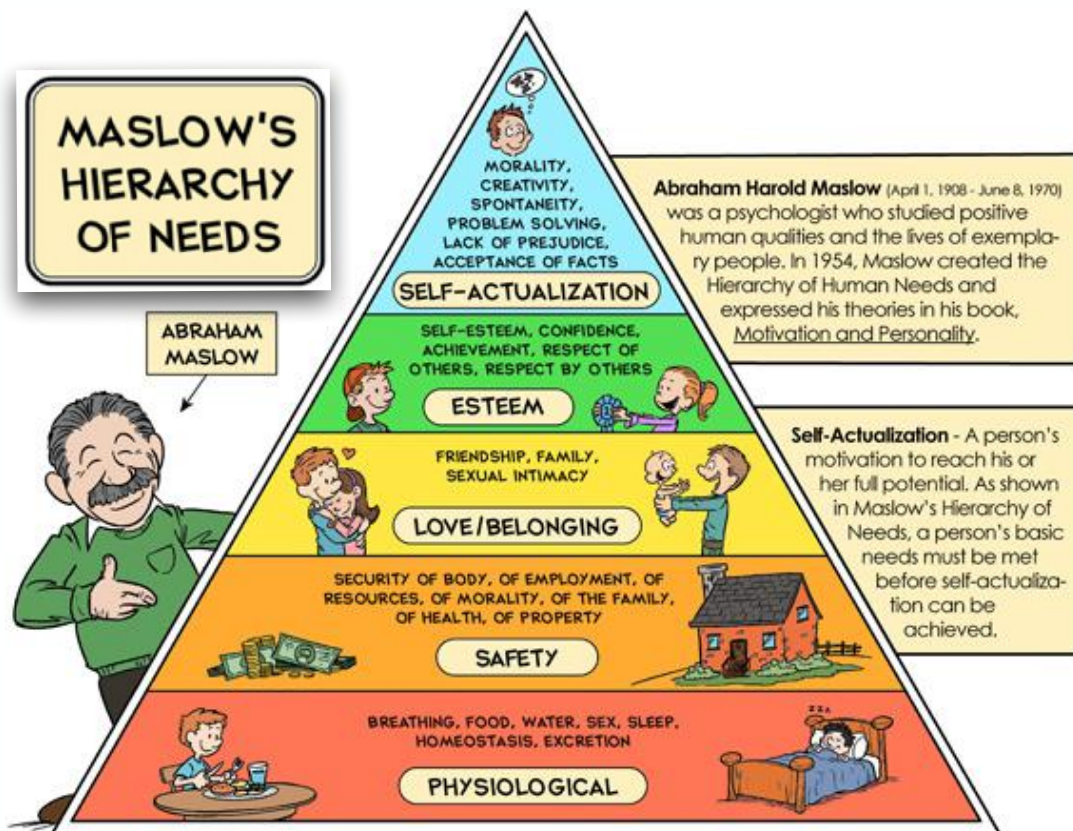 MASLOW'S
HIERARCHY
OF NEEDS
ABRAHAM
MASLOW
MORALITY,
CREATIVITY,
SPONTANEITY,
PROBLEM SOLVING,
LACK OF PREJUDICE,
ACCEPTANCE OF FACTS
SELF-ACTUALIZATION
SELF-ESTEEM, CONFIDENCE,
ACHIEVEMENT, RESPECT OF
OTHERS, RESPECT BY OTHERS
ESTEEM
1
FRIENDSHIP, FAMILY,
SEXUAL INTIMACY
LOVE/BELONGING
SECURITY OF BODY, OF EMPLOYMENT, OF
RESOURCES, OF MORALITY, OF THE FAMILY,
OF HEALTH, OF PROPERTY
SAFETY
BREATHING, FOOD, WATER, SEX, SLEEP,
HOMEOSTASIS, EXCRETION
PHYSIOLOGICAL
zzz
Abraham Harold Maslow (April 1, 1908 - June 8, 1970)
was a psychologist who studied positive
human qualities and the lives of exempla-
ry people. In 1954, Maslow created the
Hierarchy of Human Needs and
expressed his theories in his book,
Motivation and Personality.
Self-Actualization - A person's
motivation to reach his or
her full potential. As shown
in Maslow's Hierarchy of
Needs, a person's basic
needs must be met
before self-actualiza-
tion can be
achieved.